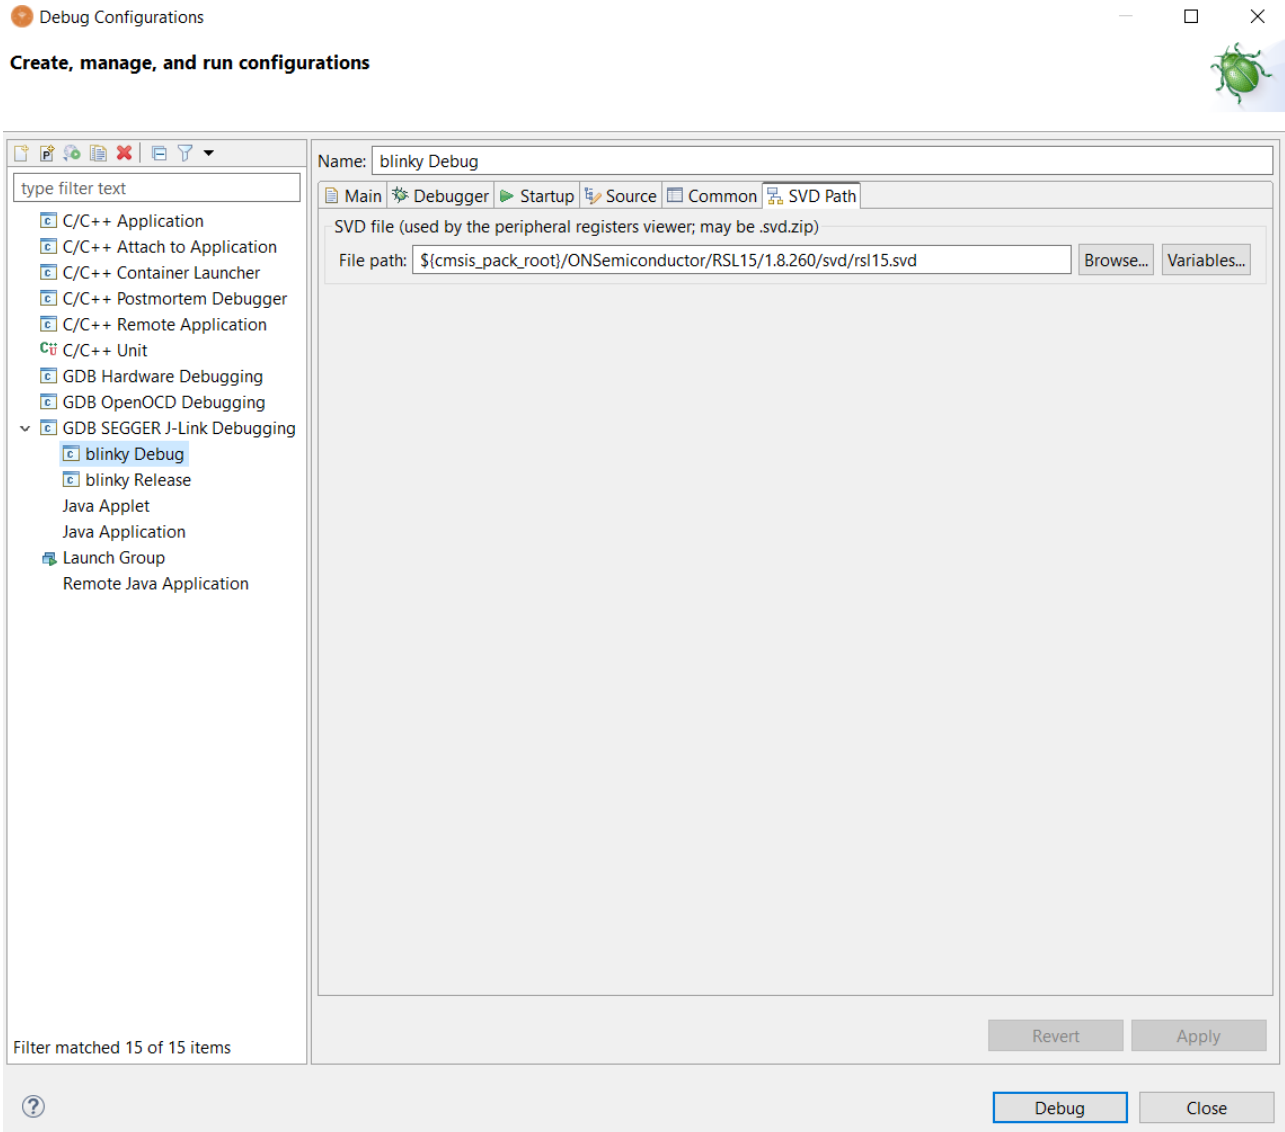 Debug Configurations
Create, manage, and run configurations
type filter text
C/C++ Application
C/C++ Attach to Application
C/C++ Container Launcher
C/C++ Postmortem Debugger
C/C++ Remote Application
C/C++ Unit
GDB Hardware Debugging
GDB OpenOCD Debugging
GDB SEGGER J-Link Debugging
blinky Debug
blinky Release
Java Applet
Java Application
Launch Group
Remote Java Application
Filter matched 15 of 15 items
Name: blinky Debug
Main Debugger Startup Source Common SVD Path
SVD file (used by the peripheral registers viewer; may be .svd.zip)
File path: ${cmsis_pack_root}/ONSemiconductor/RSL15/1.8.260/svd/rsl15.svd Browse... Variables...
Revert Apply
Debug Close